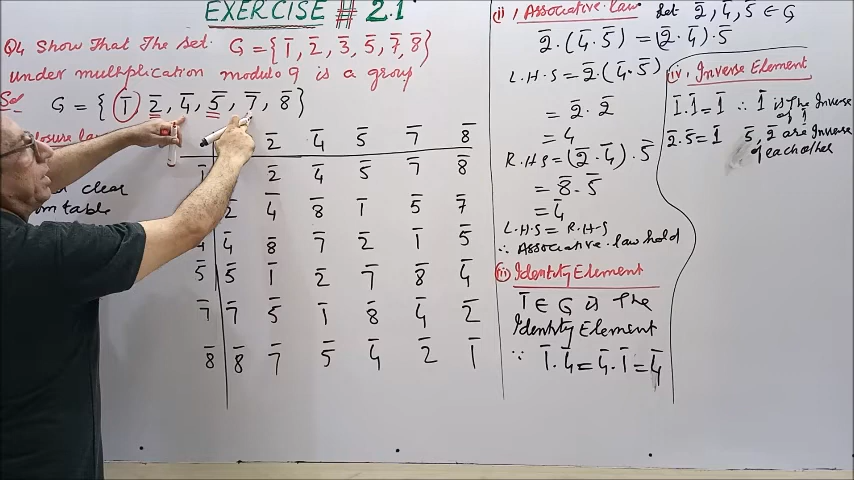 EXERCISE # 2.1
Q4 Show That The Set. G = {1̄, 2̄, 3̄, 5̄, 7̄, 8̄}
under multplication modulo 9 is a group
Sol G = { 1̄ 2̄, 4̄, 5̄, 7̄, 8̄}
losure la
clear
table
2̄ 4̄ 5̄ 7̄ 8̄
1̄ 2̄ 4̄ 5̄ 7̄ 8̄
2̄ 4̄ 8̄ 1̄ 5̄ 7̄
4̄ 4̄ 8̄ 7̄ 2̄ 1̄ 5̄
5̄ 5̄ 1̄ 2̄ 7̄ 8̄ 4̄
7̄ 7̄ 5̄ 1̄ 8̄ 4̄ 2̄
8̄ 8̄ 7̄ 5̄ 4̄ 2̄ 1̄
(ii), Associative law Let 2̄, 4̄, 5̄ ∈ G
2̄.(4̄.5̄) = (2̄.4̄).5̄
L.H.S = 2̄.(4̄.5̄)
= 2̄.2̄
= 4̄
R.H.S = (2̄.4̄).5̄
= 8̄.5̄
= 4̄
L.H.S = R.H.S
∴ Associative law hold
(iii) Identity Element
1̄ ∈ G is The
Identity Element
∵ 1̄.4̄ = 4̄.1̄ = 4̄
(iv, Inverse Element
1̄.1̄ = 1̄ ∴ 1̄ is The Inverse
of 1̄
2̄.5̄ = 1̄ 5̄, 2̄ are Inverse
of each other